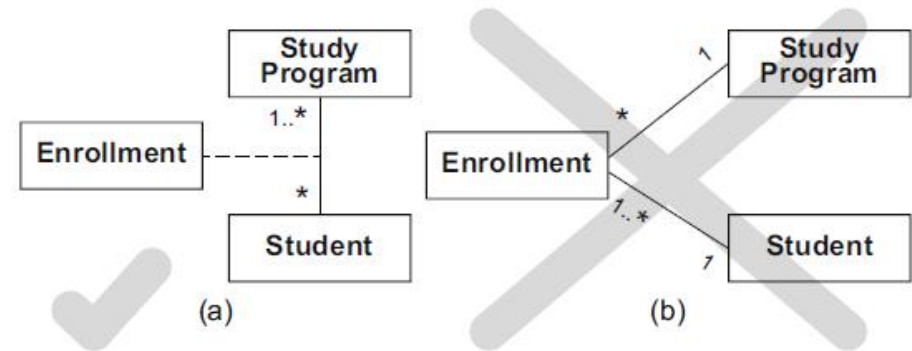 Study
Program
1..*
Enrollment
*
Student
(a)
Study
Program
1
*
Enrollment
1..*
1
Student
(b)